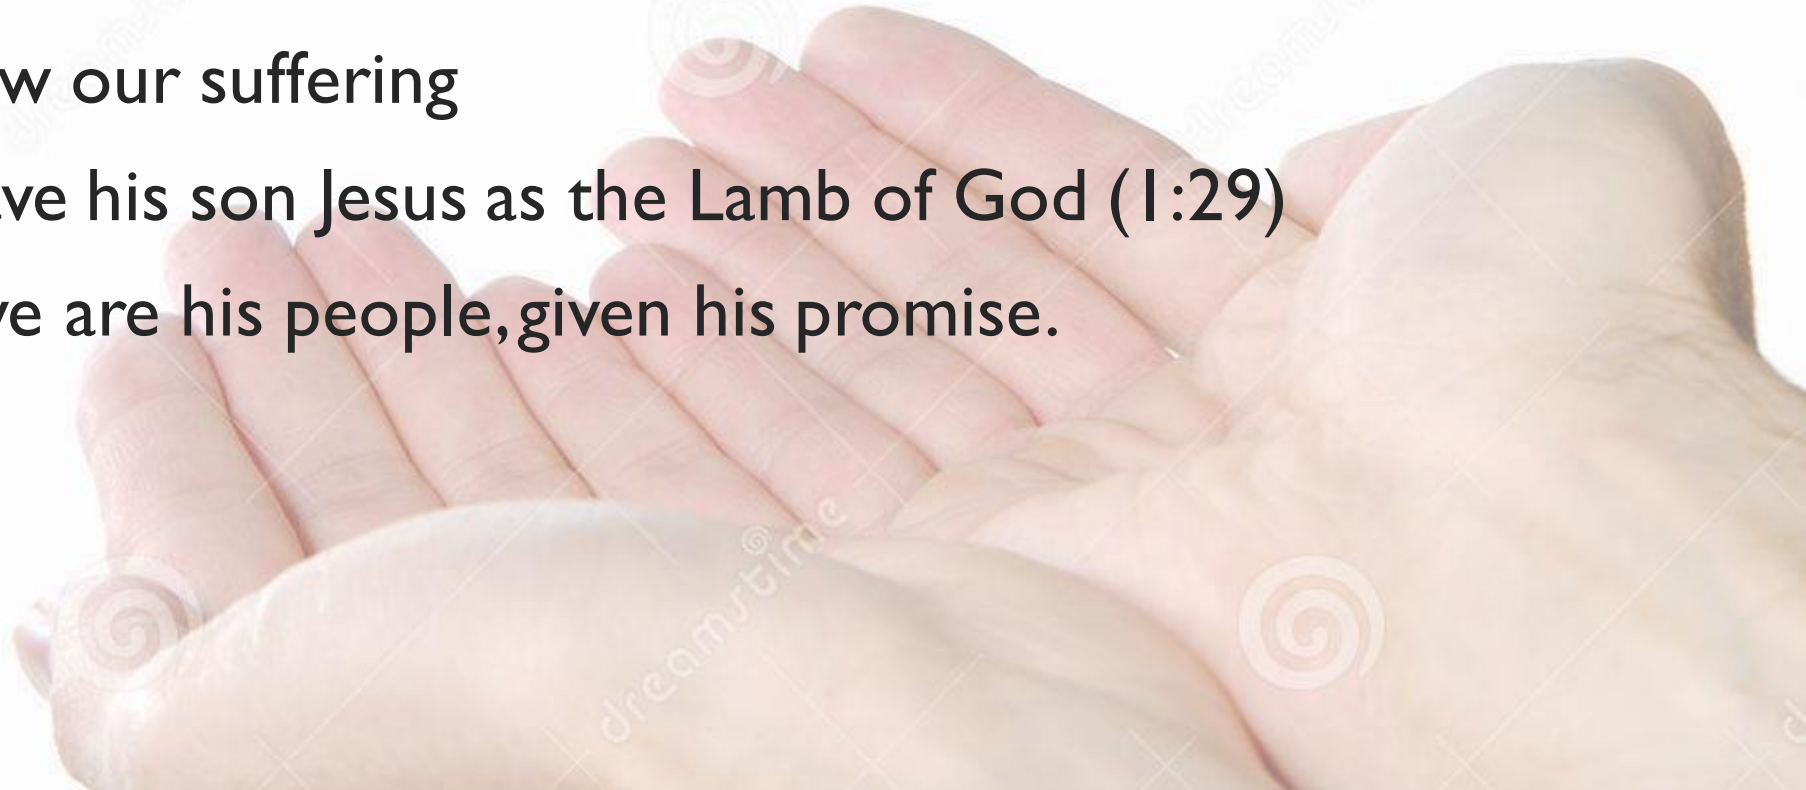 w our suffering
ve his son Jesus as the Lamb of God (1:29)
e are his people, given his promise.
dreamstime